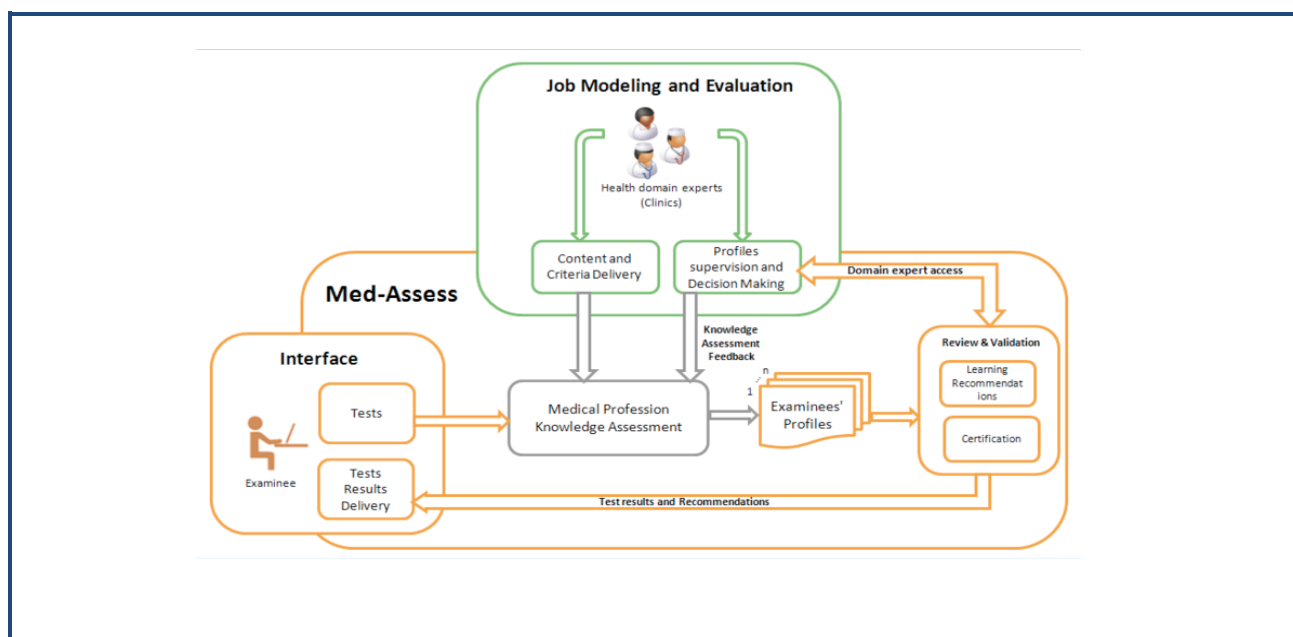 Job Modeling and Evaluation
Health domain experts
(Clinics)
Content and
Criteria Delivery
Profiles
supervision and
Decision Making
Domain expert access
Med-Assess
Knowledge
Assessment
Feedback
Interface
Tests
Examinee
Tests
Results
Delivery
Medical Profession
Knowledge Assessment
n
1
Examinees'
Profiles
Review & Validation
Learning
Recommendat
ions
Certification
Test results and Recommendations